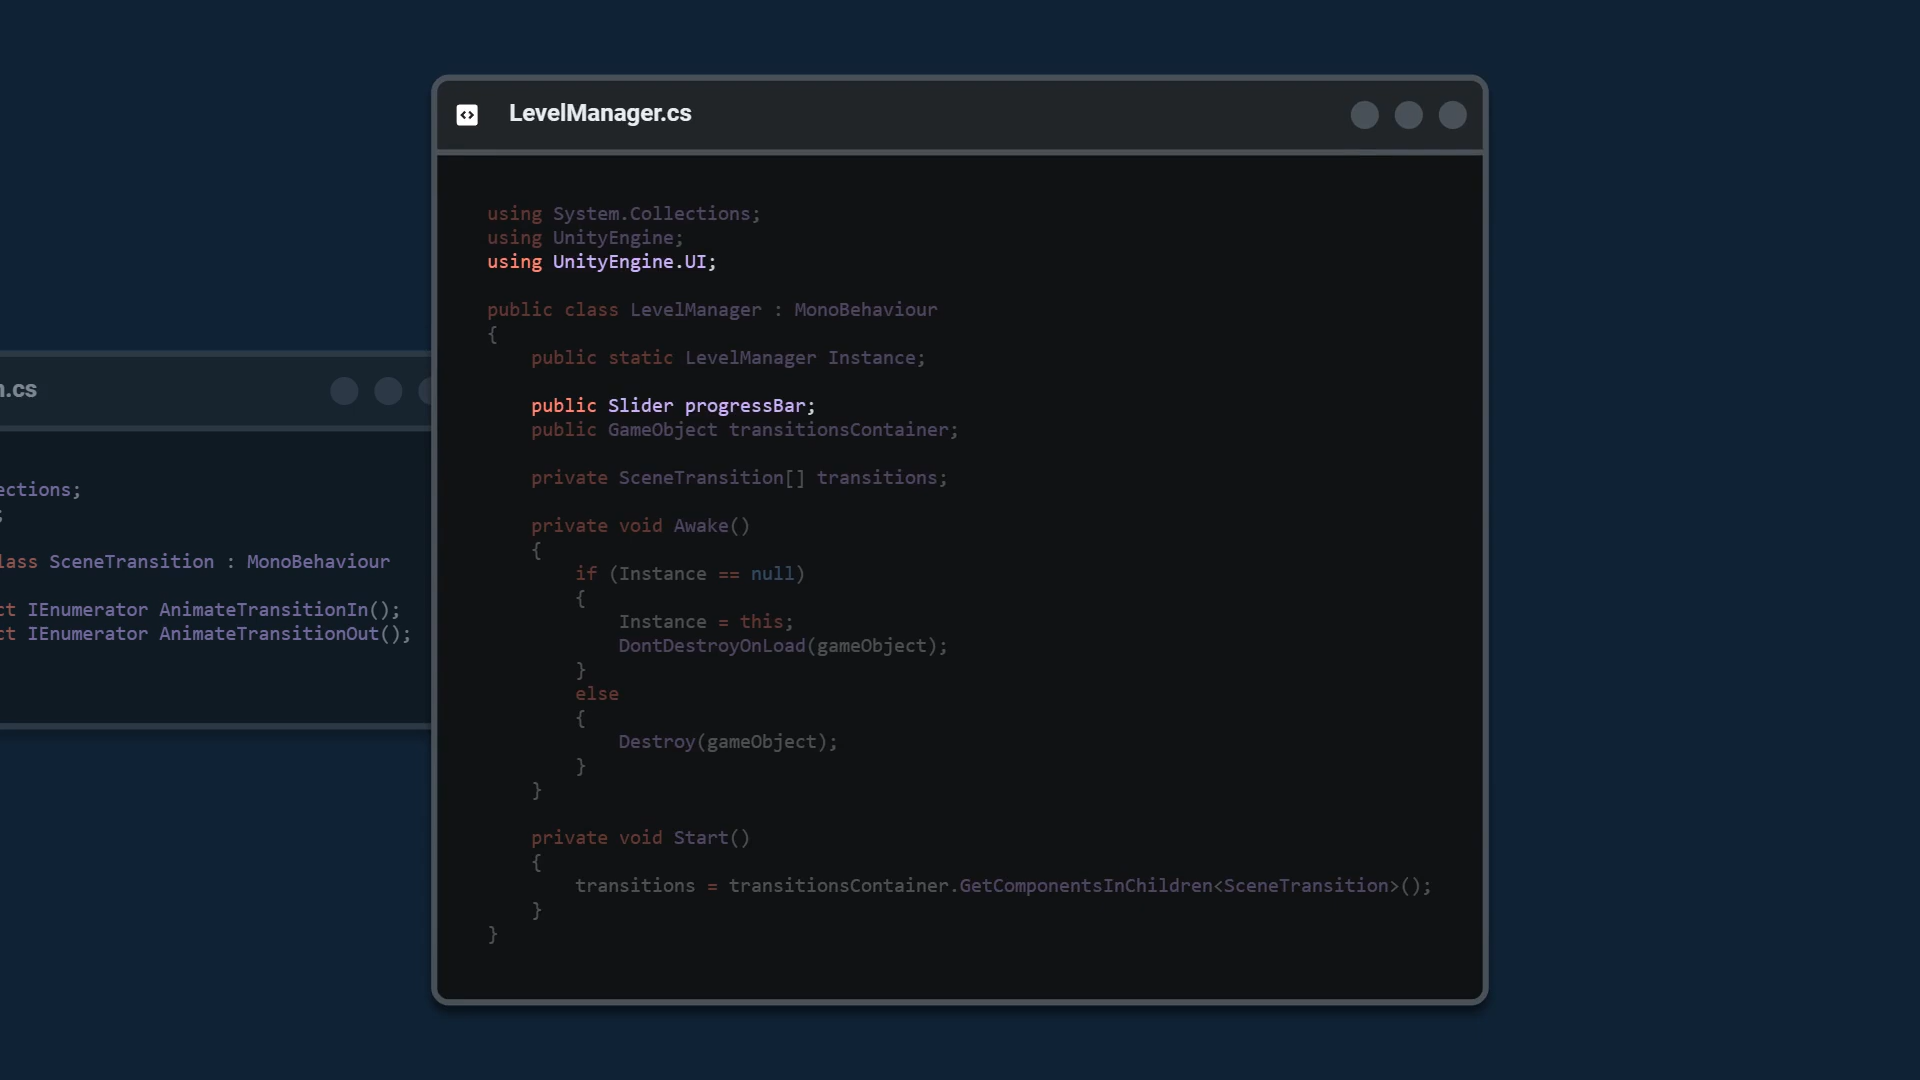 LevelManager.cs
using System.Collections;
using UnityEngine;
using UnityEngine.UI;
public class LevelManager : MonoBehaviour
{
public static LevelManager Instance;
public Slider progressBar;
public GameObject transitionsContainer;
private SceneTransition[] transitions;
private void Awake()
{
if (Instance == null)
{
Instance = this;
DontDestroyOnLoad(gameObject);
}
else
{
Destroy(gameObject);
}
}
private void Start()
{
transitions = transitionsContainer.GetComponentsInChildren<SceneTransition>();
}
}
.cs
ections;
;
lass SceneTransition : MonoBehaviour
ct IEnumerator AnimateTransitionIn();
ct IEnumerator AnimateTransitionOut();